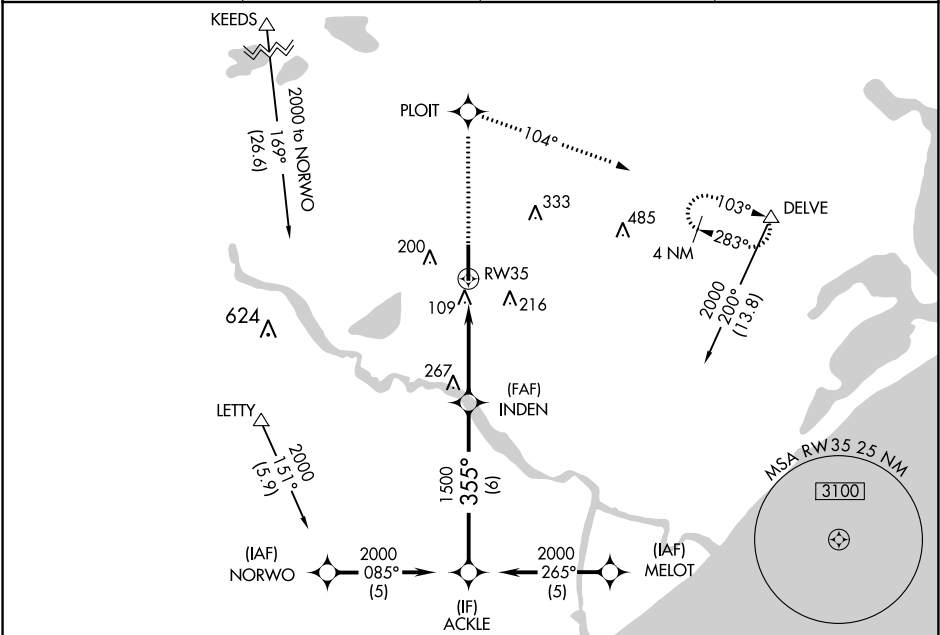 KEEDS
2000 to NORWO
169°
(26.6)
PLOIT
104°
333
485
103°
DELVE
283°
4 NM
200
RW35
109
216
2000
200°
(13.8)
624
267
(FAF)
INDEN
LETTY
2000
151°
(5.9)
1500
355°
(6)
MSA RW35 25 NM
3100
(IAF)
NORWO
2000
085°
(5)
2000
265°
(5)
(IAF)
MELOT
(IF)
ACKLE